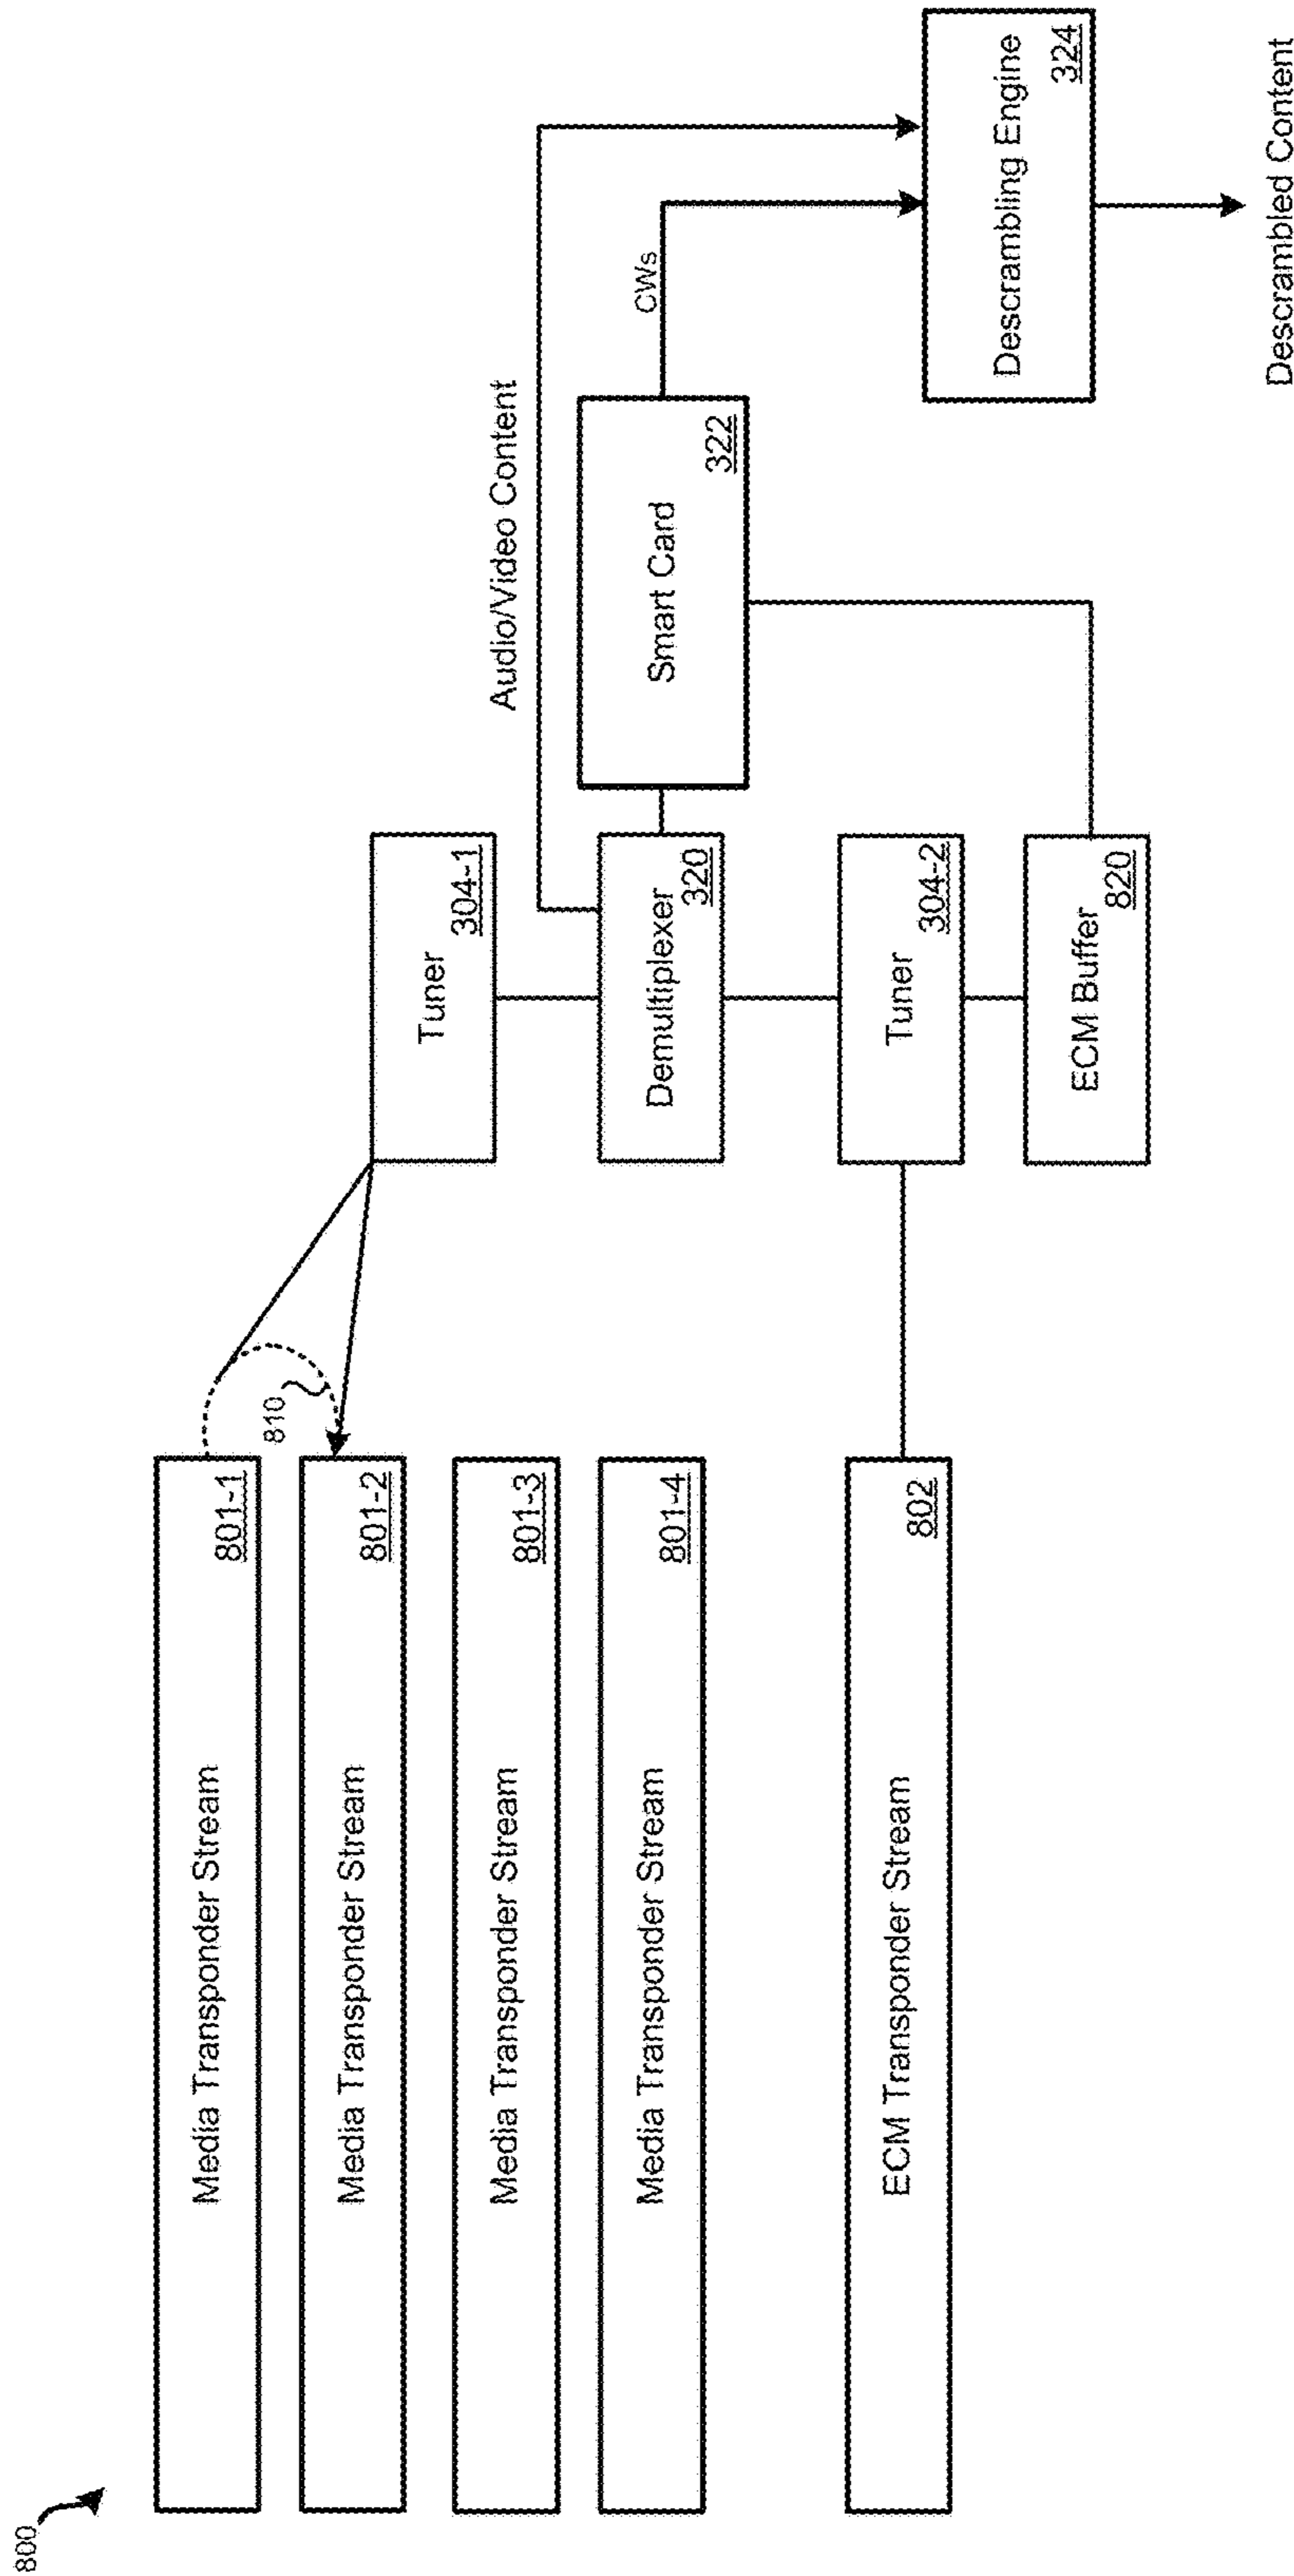 800
Media Transponder Stream
801-1
Media Transponder Stream
801-2
Media Transponder Stream
801-3
Media Transponder Stream
801-4
ECM Transponder Stream
802
810
Tuner
304-1
Demultiplexer
320
Tuner
304-2
ECM Buffer
820
Audio/Video Content
Smart Card
322
CWs
Descrambling Engine
324
Descrambled Content